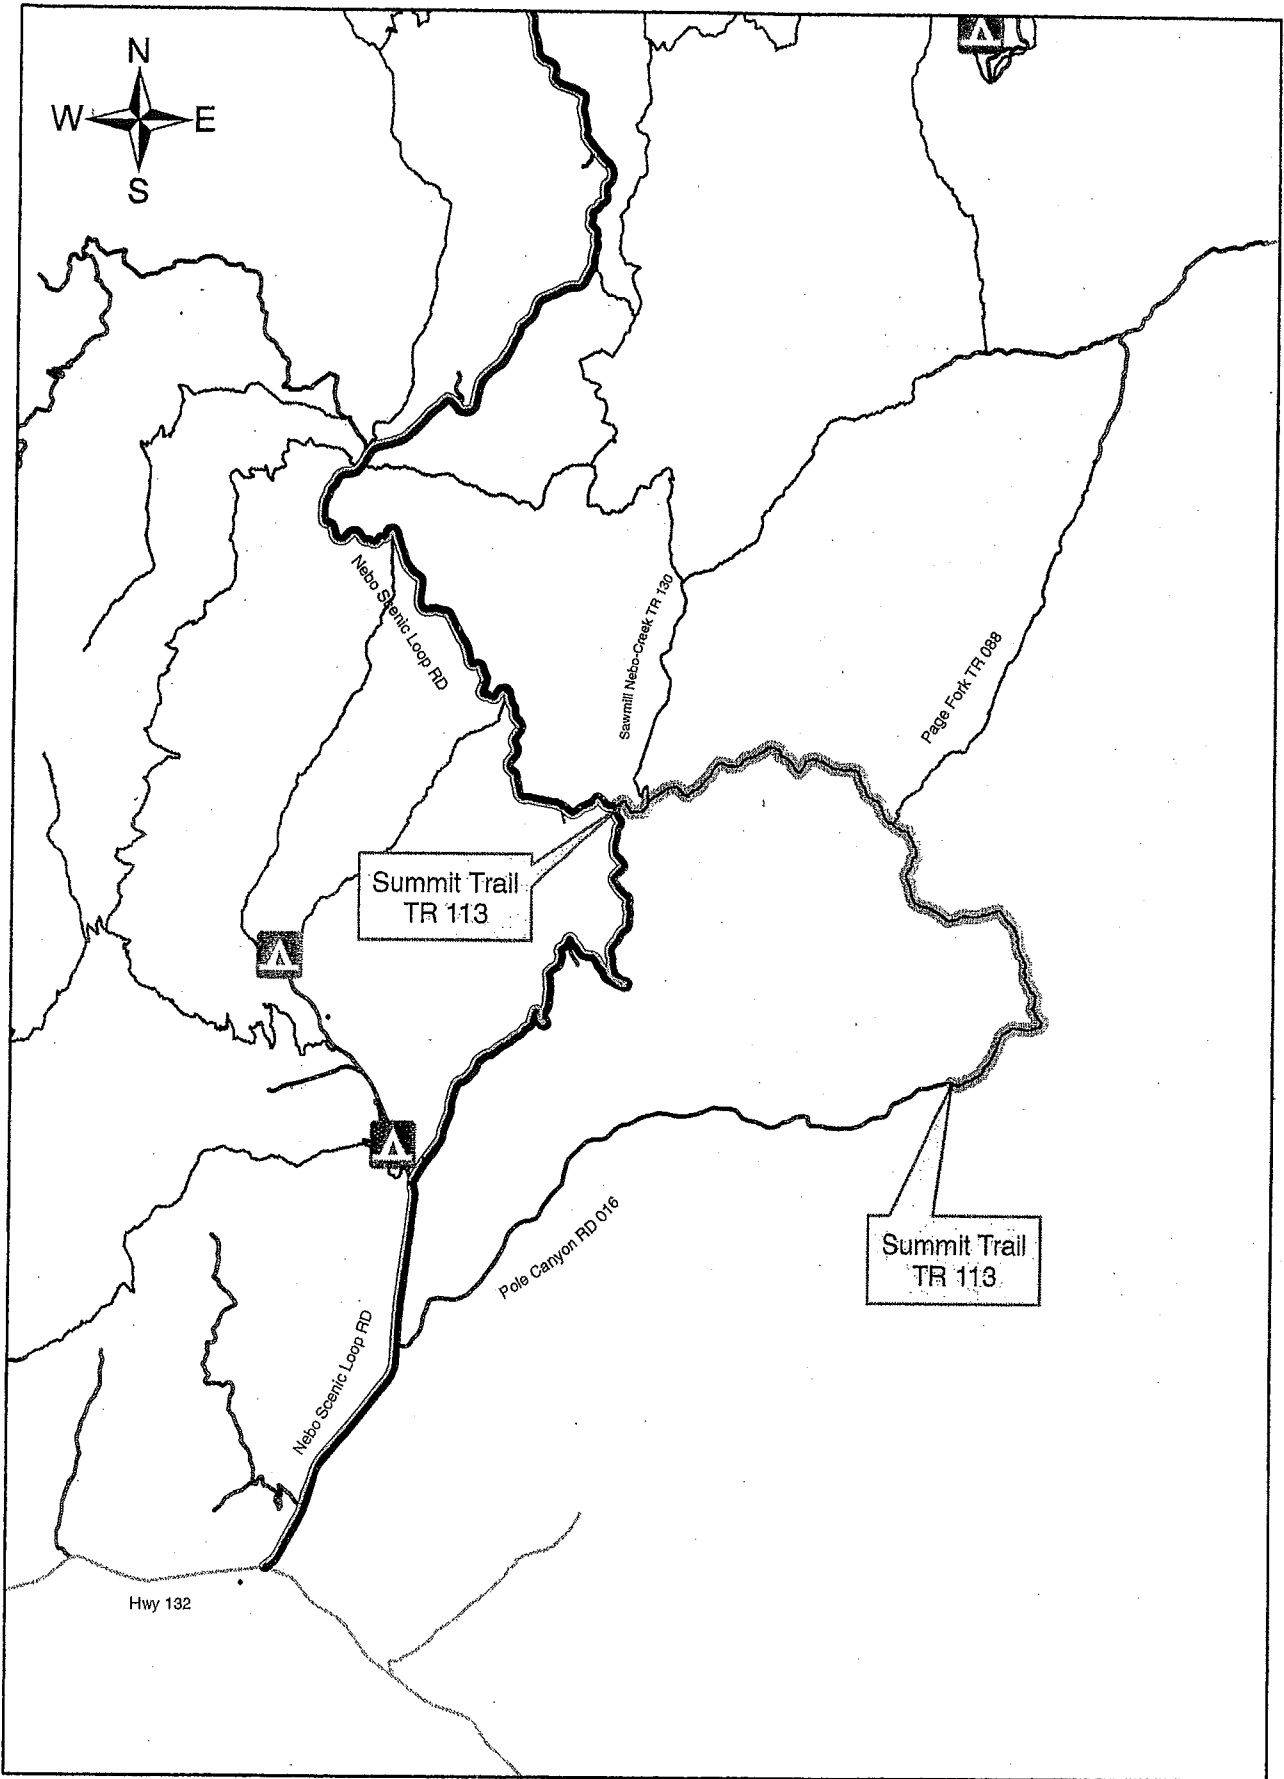 N
W E
S
Nebo Scenic Loop RD
Sawmill Nebo-Creek TR 130
Page Fork TR 088
Summit Trail
TR 113
Pole Canyon RD 016
Summit Trail
TR 113
Nebo Scenic Loop RD
Hwy 132